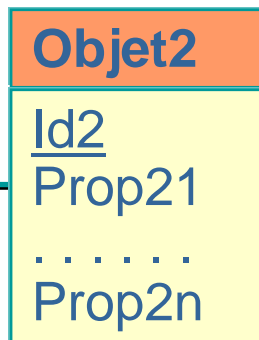 Objet2
Id2
Prop21
. . . . . .
Prop2n